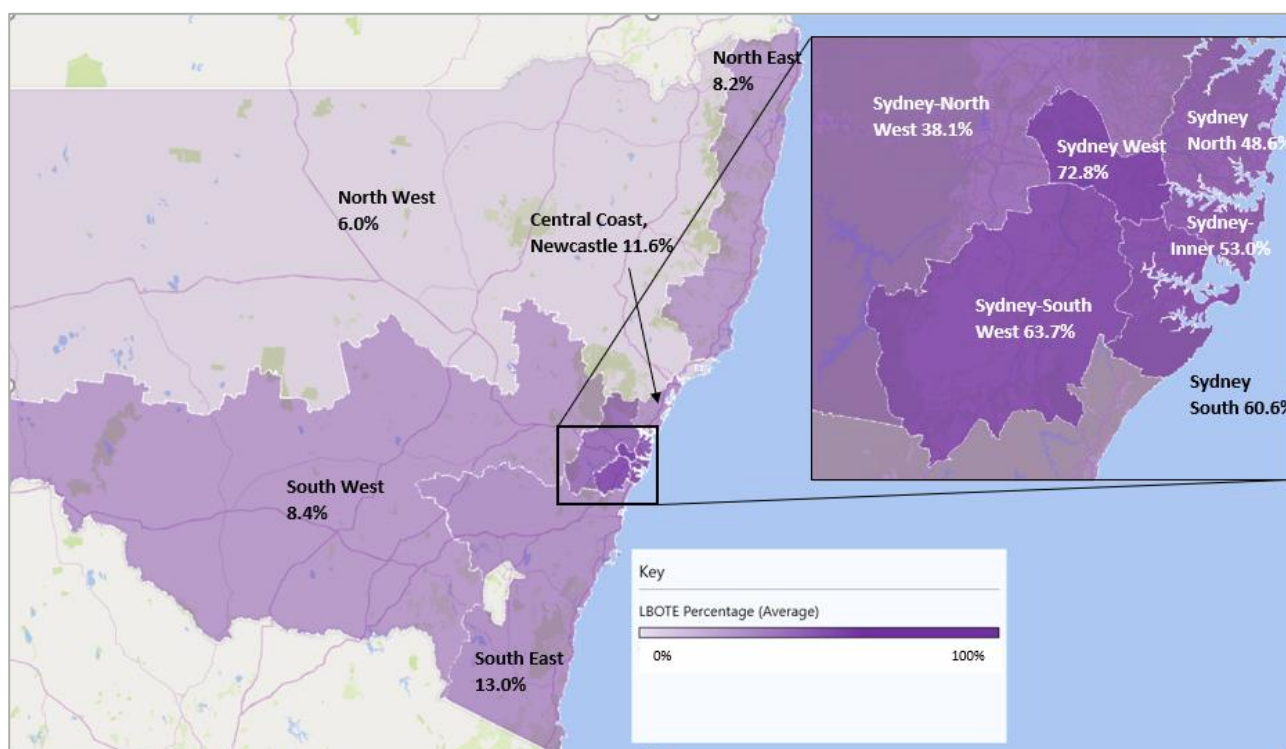 North East
8.2%
North West
6.0%
Central Coast,
Newcastle 11.6%
South West
8.4%
South East
13.0%
Sydney-North
West 38.1%
Sydney West
72.8%
Sydney
North 48.6%
Sydney-
Inner 53.0%
Sydney-South
West 63.7%
Sydney
South 60.6%
Key
LBOTE Percentage (Average)
0%
100%